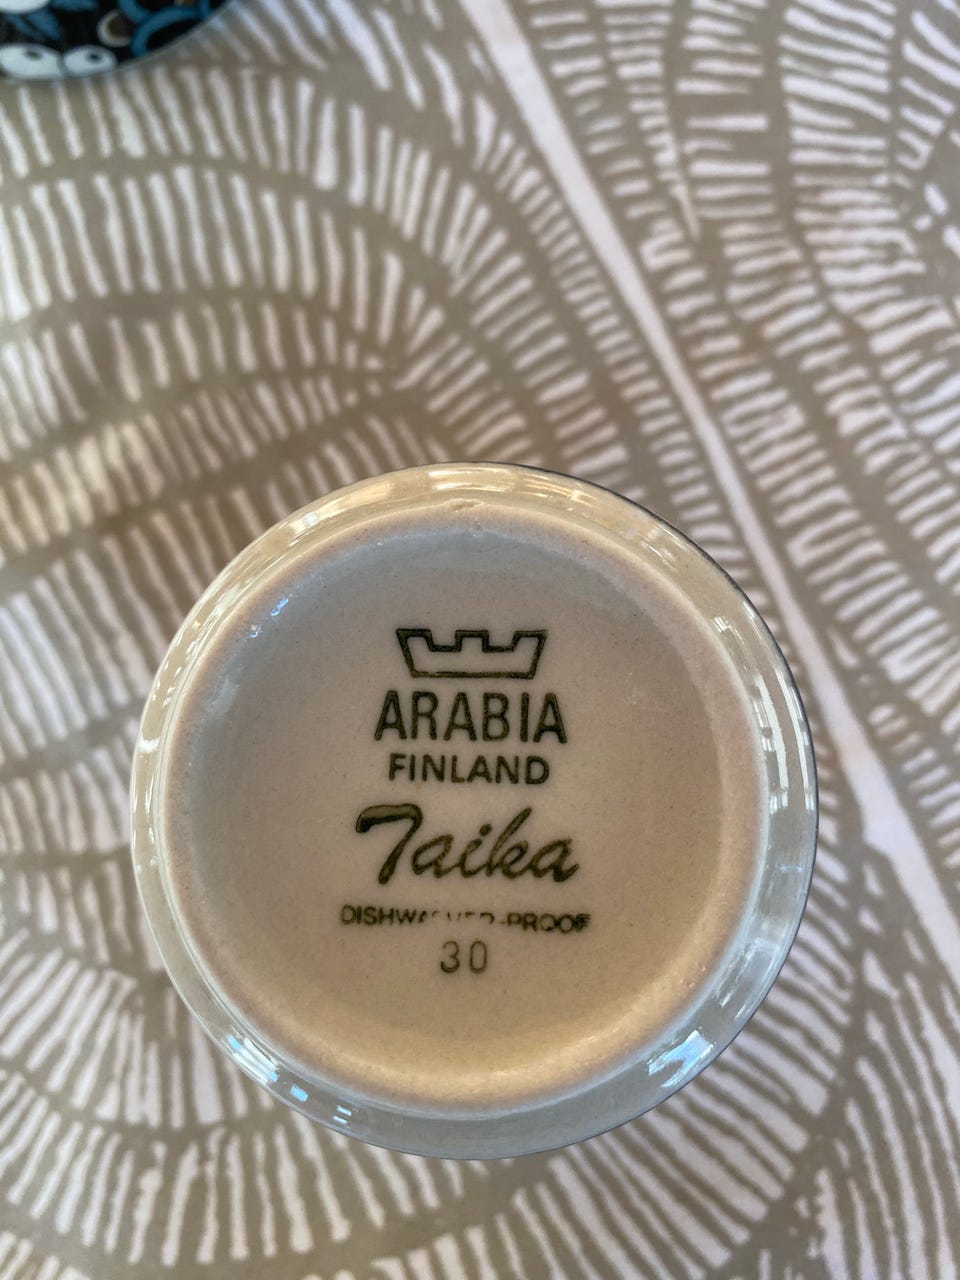 ARABIA
FINLAND
Taika
DISHWASHER-PROOF
30